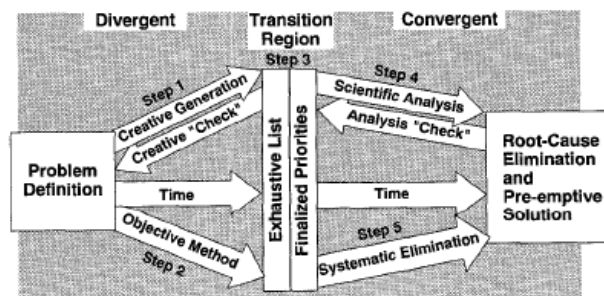 Divergent
Transition
Region
Convergent
Step 1
Creative Generation
Creative "Check"
Step 3
Step 4
Scientific Analysis
Analysis "Check"
Problem
Definition
Time
Exhaustive List
Finalized Priorities
Time
Root-Cause
Elimination
and
Pre-emptive
Solution
Objective Method
Step 2
Step 5
Systematic Elimination